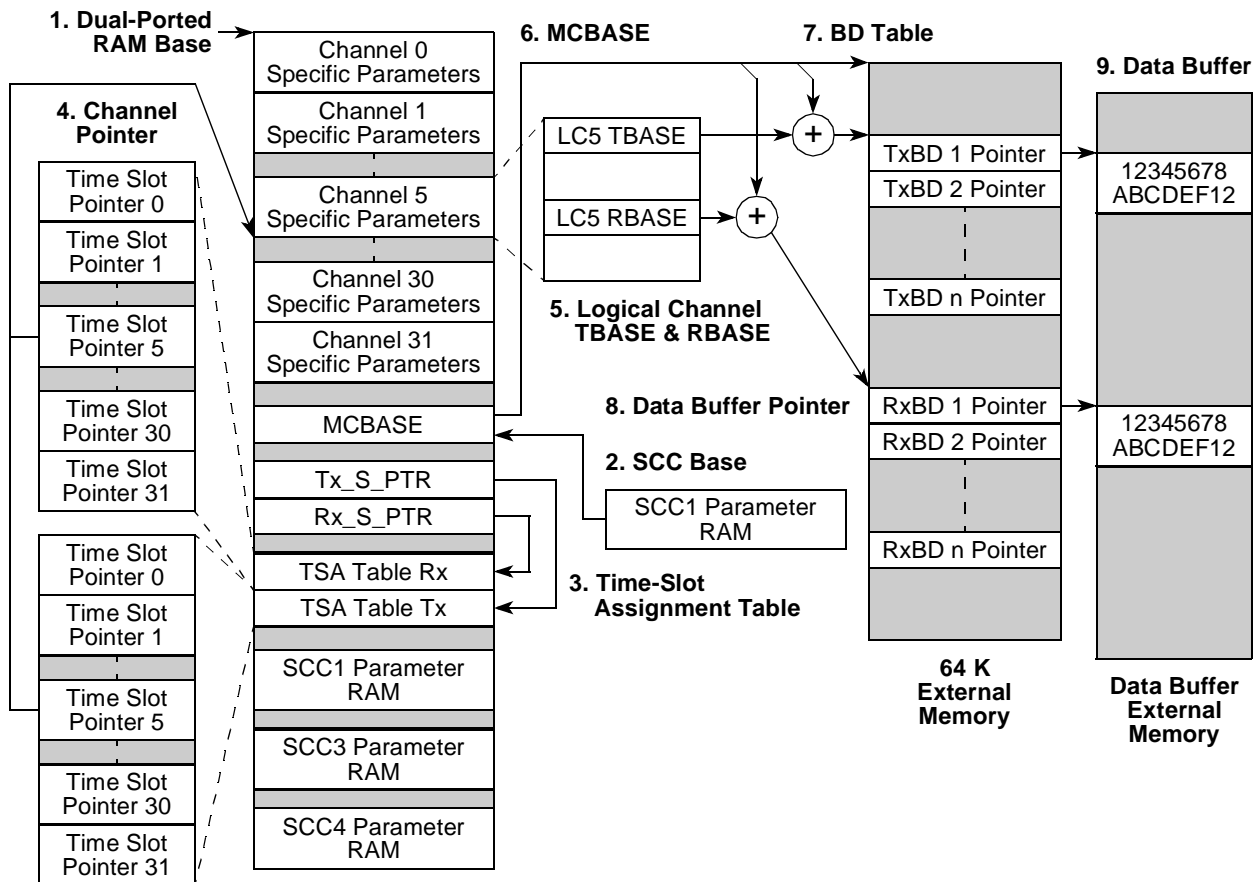 1. Dual-Ported
RAM Base
4. Channel
Pointer
Time Slot
Pointer 0
Time Slot
Pointer 1
Time Slot
Pointer 5
Time Slot
Pointer 30
Time Slot
Pointer 31
Time Slot
Pointer 0
Time Slot
Pointer 1
Time Slot
Pointer 5
Time Slot
Pointer 30
Time Slot
Pointer 31
Channel 0
Specific Parameters
Channel 1
Specific Parameters
Channel 5
Specific Parameters
Channel 30
Specific Parameters
Channel 31
Specific Parameters
MCBASE
Tx_S_PTR
Rx_S_PTR
TSA Table Rx
TSA Table Tx
SCC1 Parameter
RAM
SCC3 Parameter
RAM
SCC4 Parameter
RAM
6. MCBASE
LC5 TBASE
LC5 RBASE
+
+
5. Logical Channel
TBASE & RBASE
8. Data Buffer Pointer
2. SCC Base
SCC1 Parameter
RAM
3. Time-Slot
Assignment Table
7. BD Table
TxBD 1 Pointer
TxBD 2 Pointer
TxBD n Pointer
RxBD 1 Pointer
RxBD 2 Pointer
RxBD n Pointer
64 K
External
Memory
9. Data Buffer
12345678
ABCDEF12
12345678
ABCDEF12
Data Buffer
External
Memory